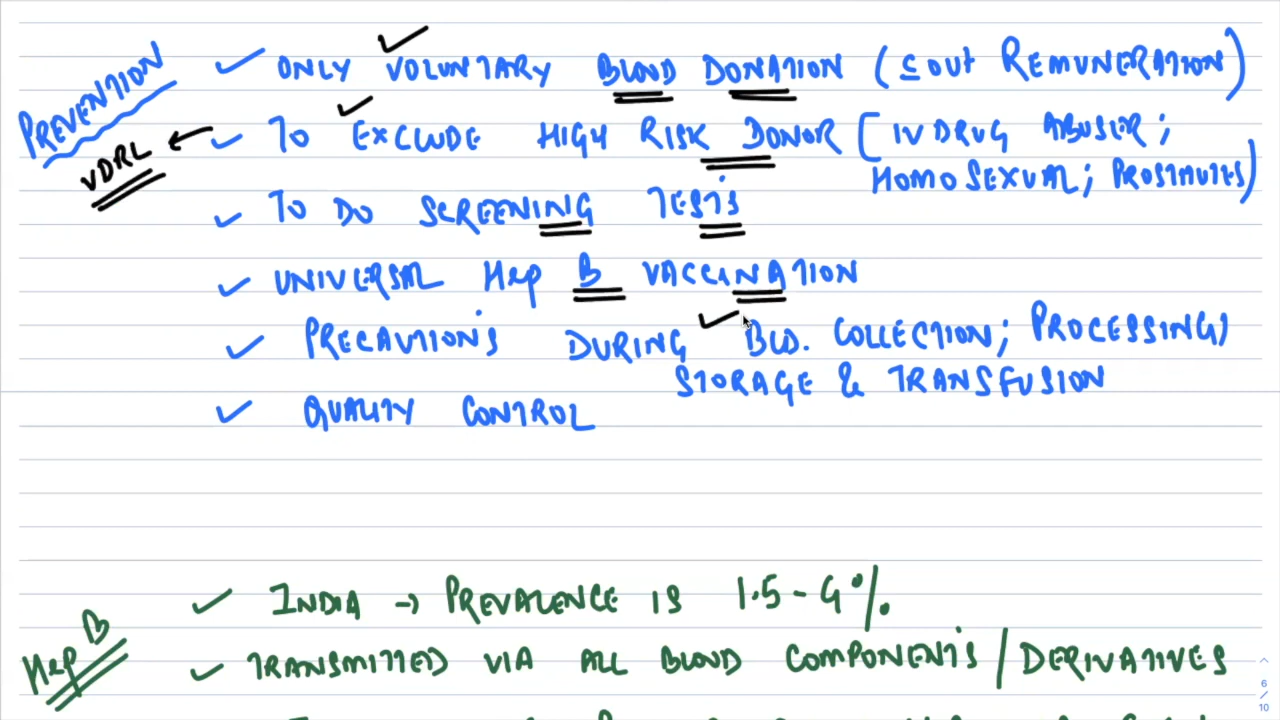 PREVENTION
✓ ONLY VOLUNTARY BLOOD DONATION (s̄out REMUNERATION)
VDRL ← ✓ TO EXCLUDE HIGH RISK DONOR [IV DRUG ABUSER;
HOMOSEXUAL; PROSTITUTES)
✓ TO DO SCREENING TESTS
✓ UNIVERSAL Hep B VACCINATION
✓ PRECAUTIONS DURING BLD. COLLECTION; PROCESSING;
STORAGE & TRANSFUSION
✓ QUALITY CONTROL
Hep B
✓ INDIA → PREVALENCE IS 1.5-4%
✓ TRANSMITTED VIA ALL BLOOD COMPONENTS/DERIVATIVES
6
/
10